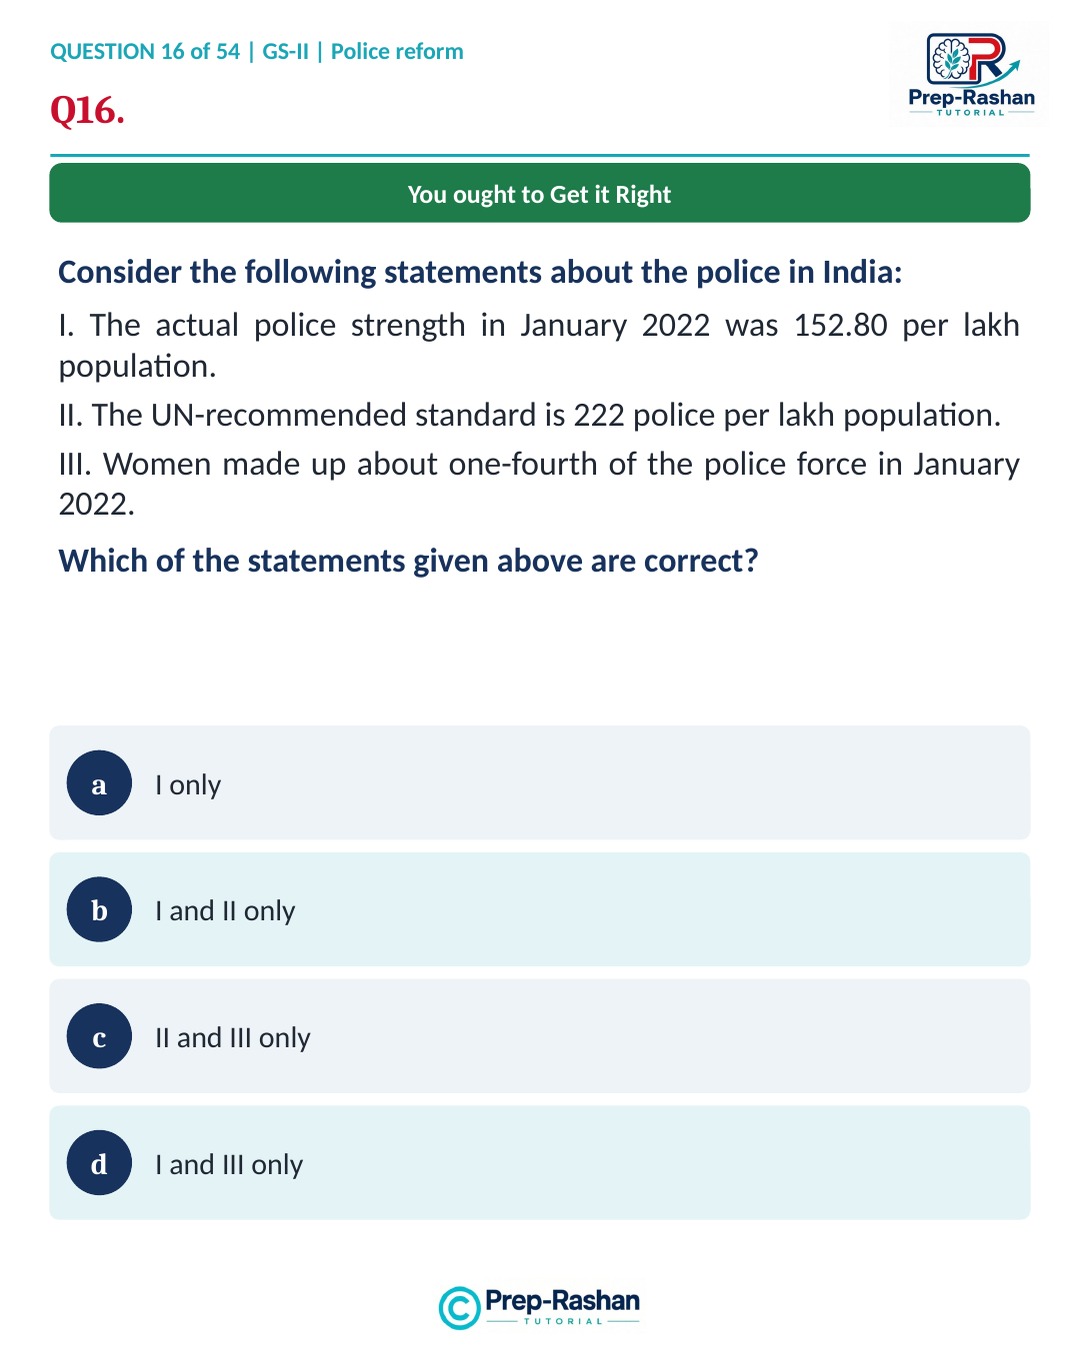 QUESTION 16 of 54 | GS-II | Police reform
Prep-Rashan
TUTORIAL
Q16.
You ought to Get it Right
Consider the following statements about the police in India:
I. The actual police strength in January 2022 was 152.80 per lakh
population.
II. The UN-recommended standard is 222 police per lakh population.
III. Women made up about one-fourth of the police force in January
2022.
Which of the statements given above are correct?
a I only
b I and II only
c II and III only
d I and III only
© Prep-Rashan
TUTORIAL